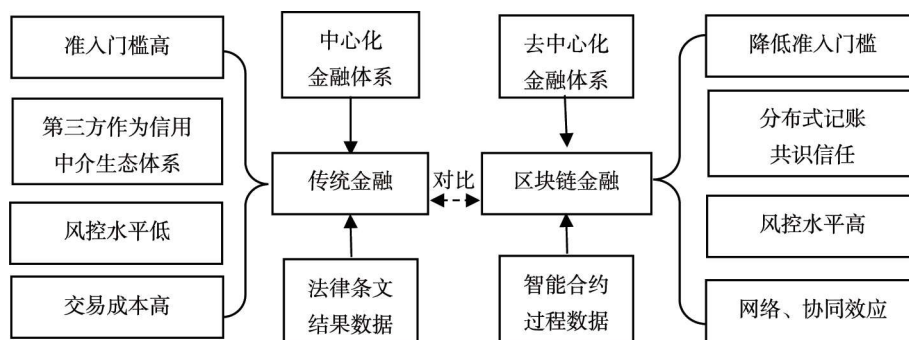 准入门槛高
第三方作为信用
中介生态体系
风控水平低
交易成本高
中心化
金融体系
传统金融
法律条文
结果数据
对比
去中心化
金融体系
区块链金融
智能合约
过程数据
降低准入门槛
分布式记账
共识信任
风控水平高
网络、协同效应